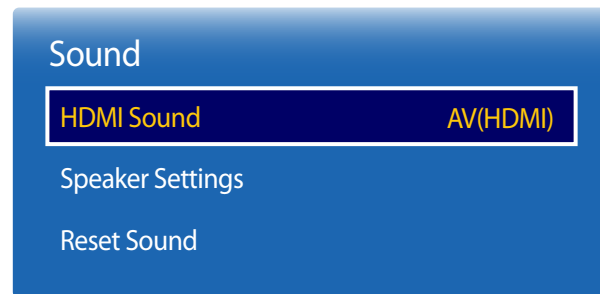 Sound
HDMI Sound AV(HDMI)
Speaker Settings
Reset Sound